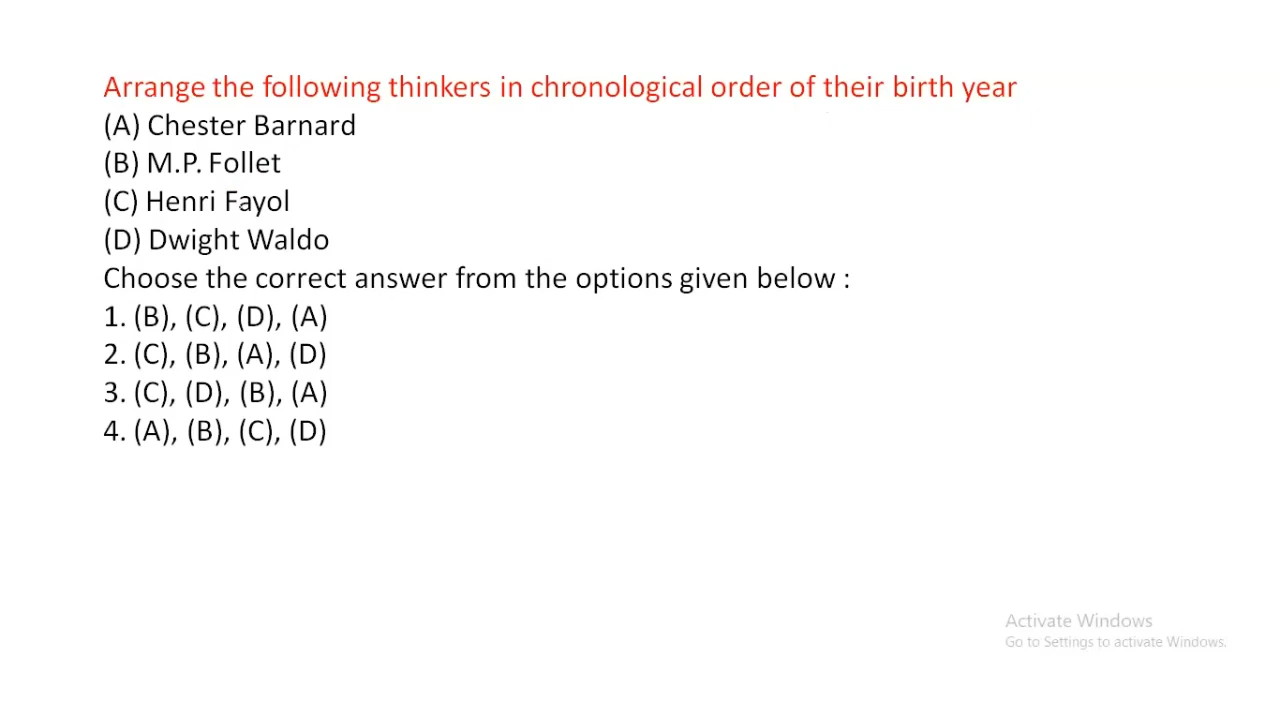 Arrange the following thinkers in chronological order of their birth year
(A) Chester Barnard
(B) M.P. Follet
(C) Henri Fayol
(D) Dwight Waldo
Choose the correct answer from the options given below :
1. (B), (C), (D), (A)
2. (C), (B), (A), (D)
3. (C), (D), (B), (A)
4. (A), (B), (C), (D)
Activate Windows
Go to Settings to activate Windows.